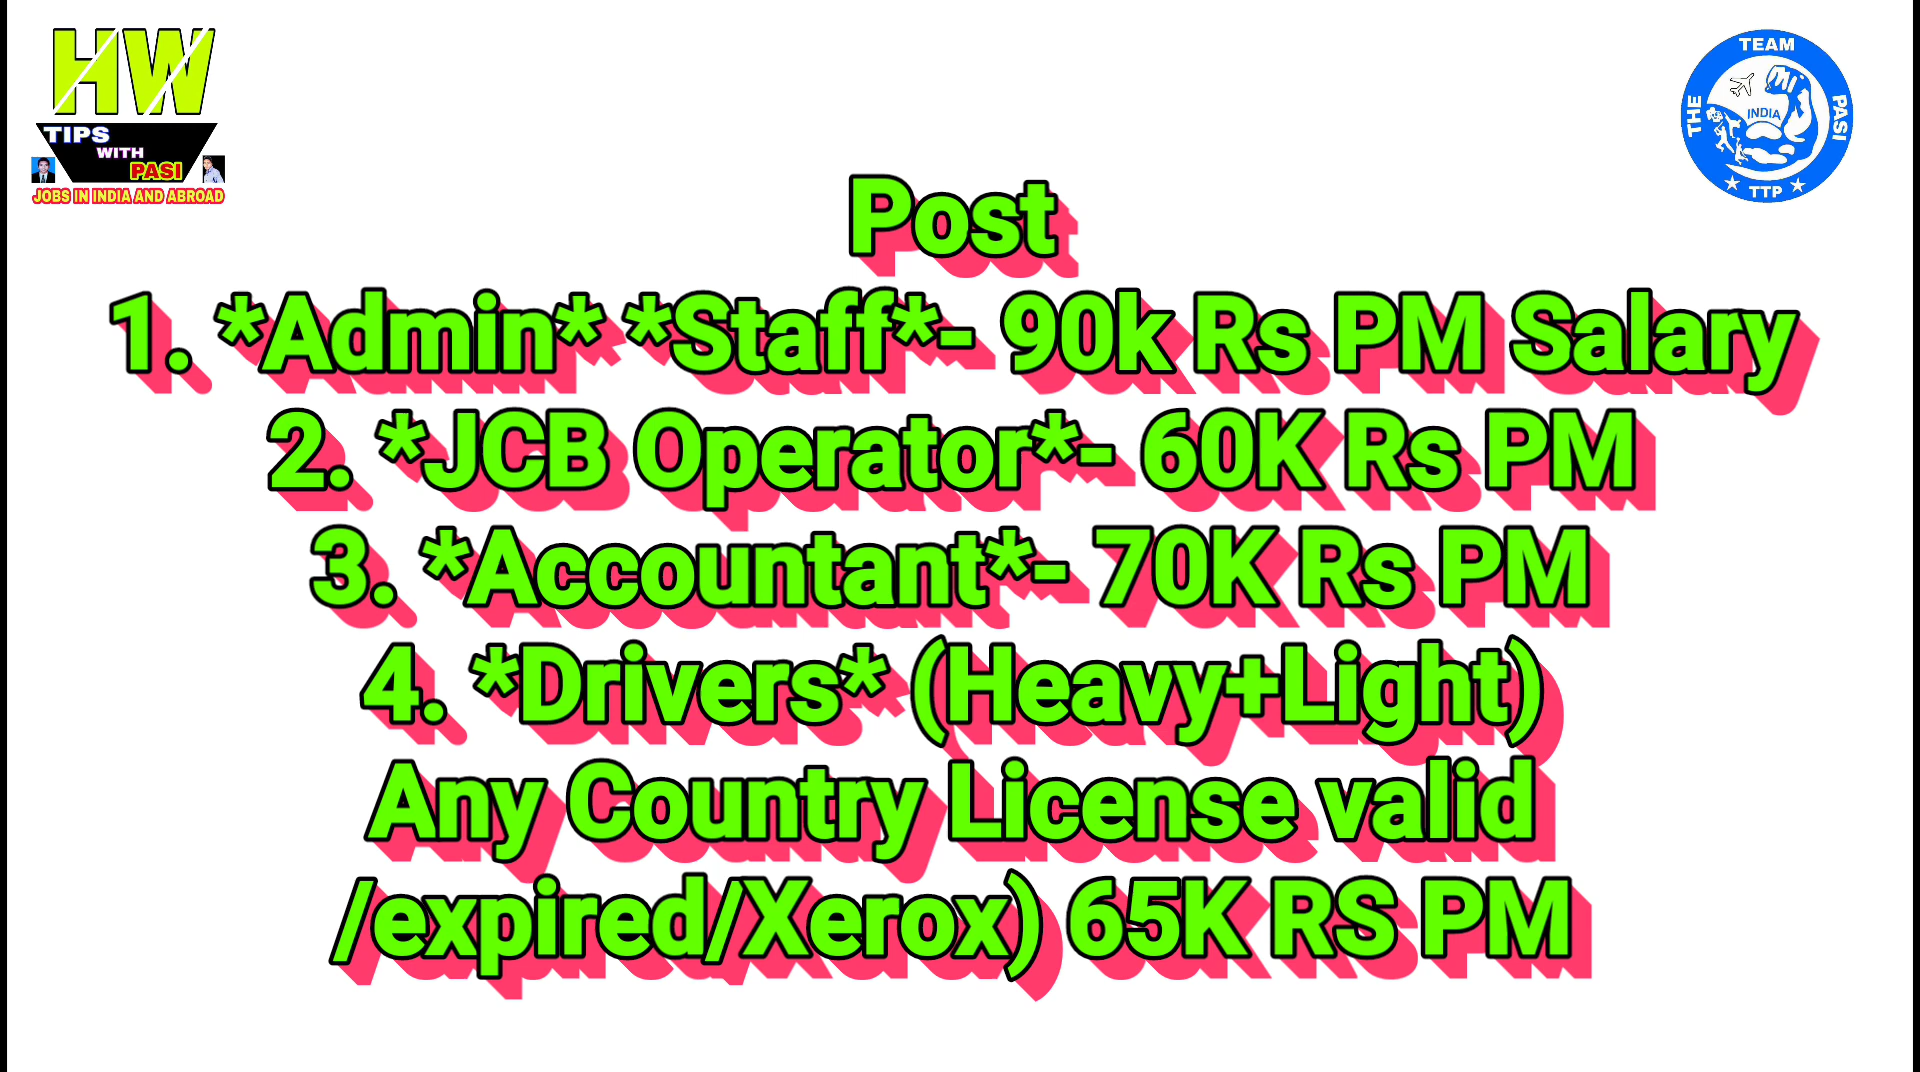 HW
TIPS
WITH
PASI
JOBS IN INDIA AND ABROAD
THE TEAM PASI
INDIA
TTP
Post
1. *Admin* *Staff*- 90k Rs PM Salary
2. *JCB Operator*- 60K Rs PM
3. *Accountant*- 70K Rs PM
4. *Drivers* (Heavy+Light)
Any Country License valid
/expired/Xerox) 65K RS PM